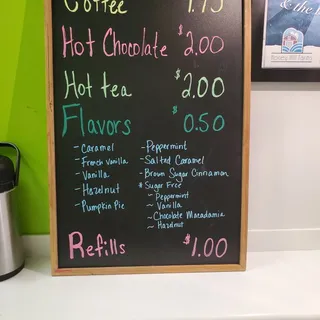 Coffee 1.75
Hot Chocolate $2.00
Hot tea $2.00
Flavors $0.50
- Caramel
- French Vanilla
- Vanilla
- Hazelnut
- Pumpkin Pie
- Peppermint
- Salted Caramel
- Brown Sugar Cinnamon
* Sugar Free
~ Peppermint
~ Vanilla
~ Chocolate Macadamia
~ Hazelnut
Refills $1.00
& the